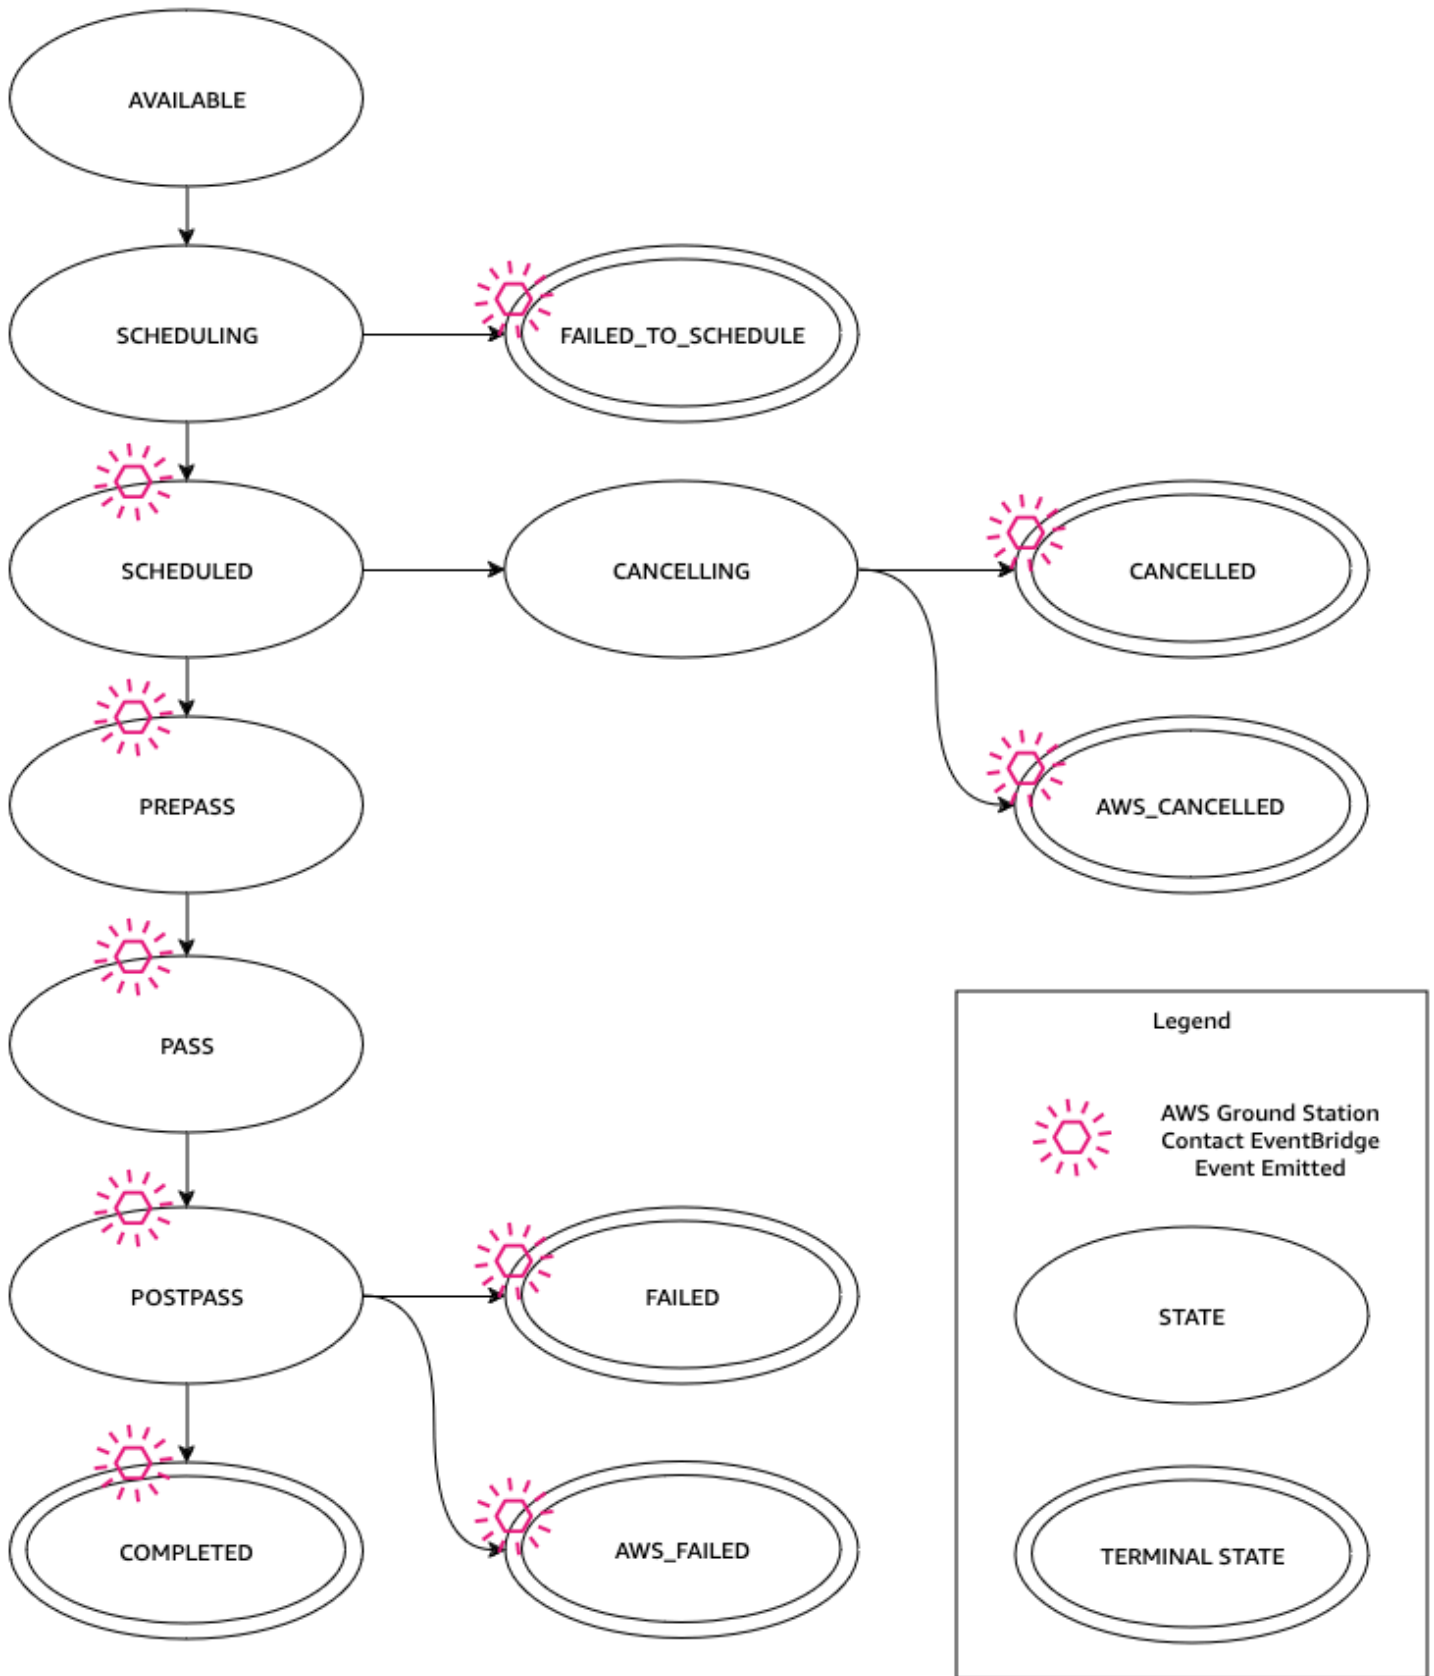 AVAILABLE
SCHEDULING
FAILED_TO_SCHEDULE
SCHEDULED
CANCELLING
CANCELLED
PREPASS
AWS_CANCELLED
PASS
POSTPASS
FAILED
COMPLETED
AWS_FAILED
Legend
AWS Ground Station
Contact EventBridge
Event Emitted
STATE
TERMINAL STATE